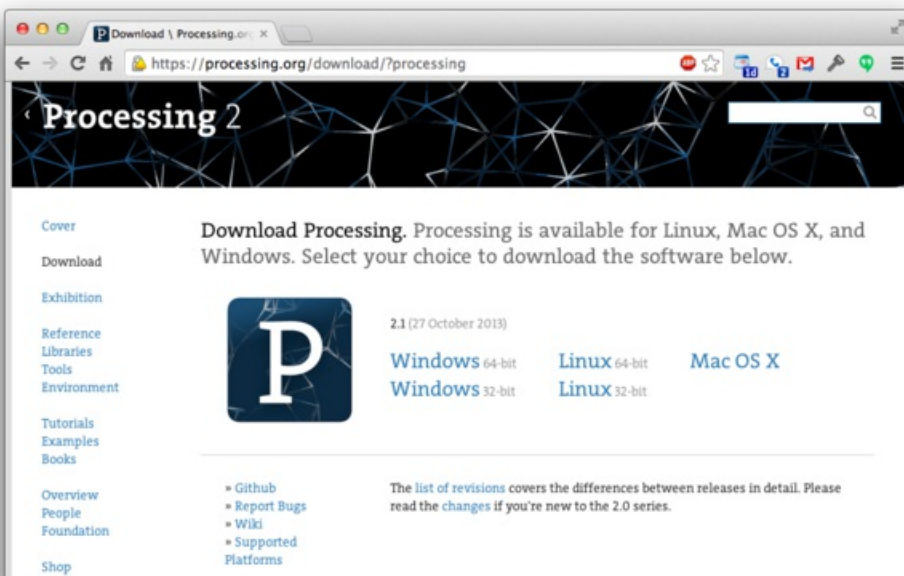 Download \ Processing.or
https://processing.org/download/?processing
ABP
1d
2
Processing 2
Cover
Download
Exhibition
Reference
Libraries
Tools
Environment
Tutorials
Examples
Books
Overview
People
Foundation
Shop
Download Processing. Processing is available for Linux, Mac OS X, and
Windows. Select your choice to download the software below.
P
2.1 (27 October 2013)
Windows 64-bit Linux 64-bit Mac OS X
Windows 32-bit Linux 32-bit
» Github
» Report Bugs
» Wiki
» Supported
Platforms
The list of revisions covers the differences between releases in detail. Please
read the changes if you're new to the 2.0 series.